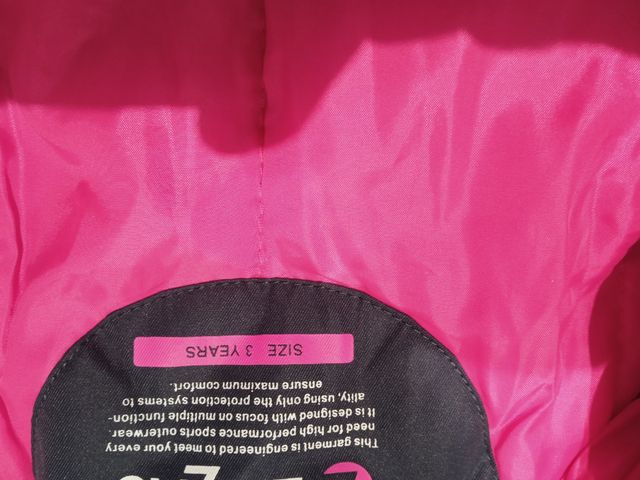 This garment is engineered to meet your every
need for high performance sports outerwear.
It is designed with focus on multiple function-
ality, using only the protection systems to
ensure maximum comfort.
SIZE 3 YEARS